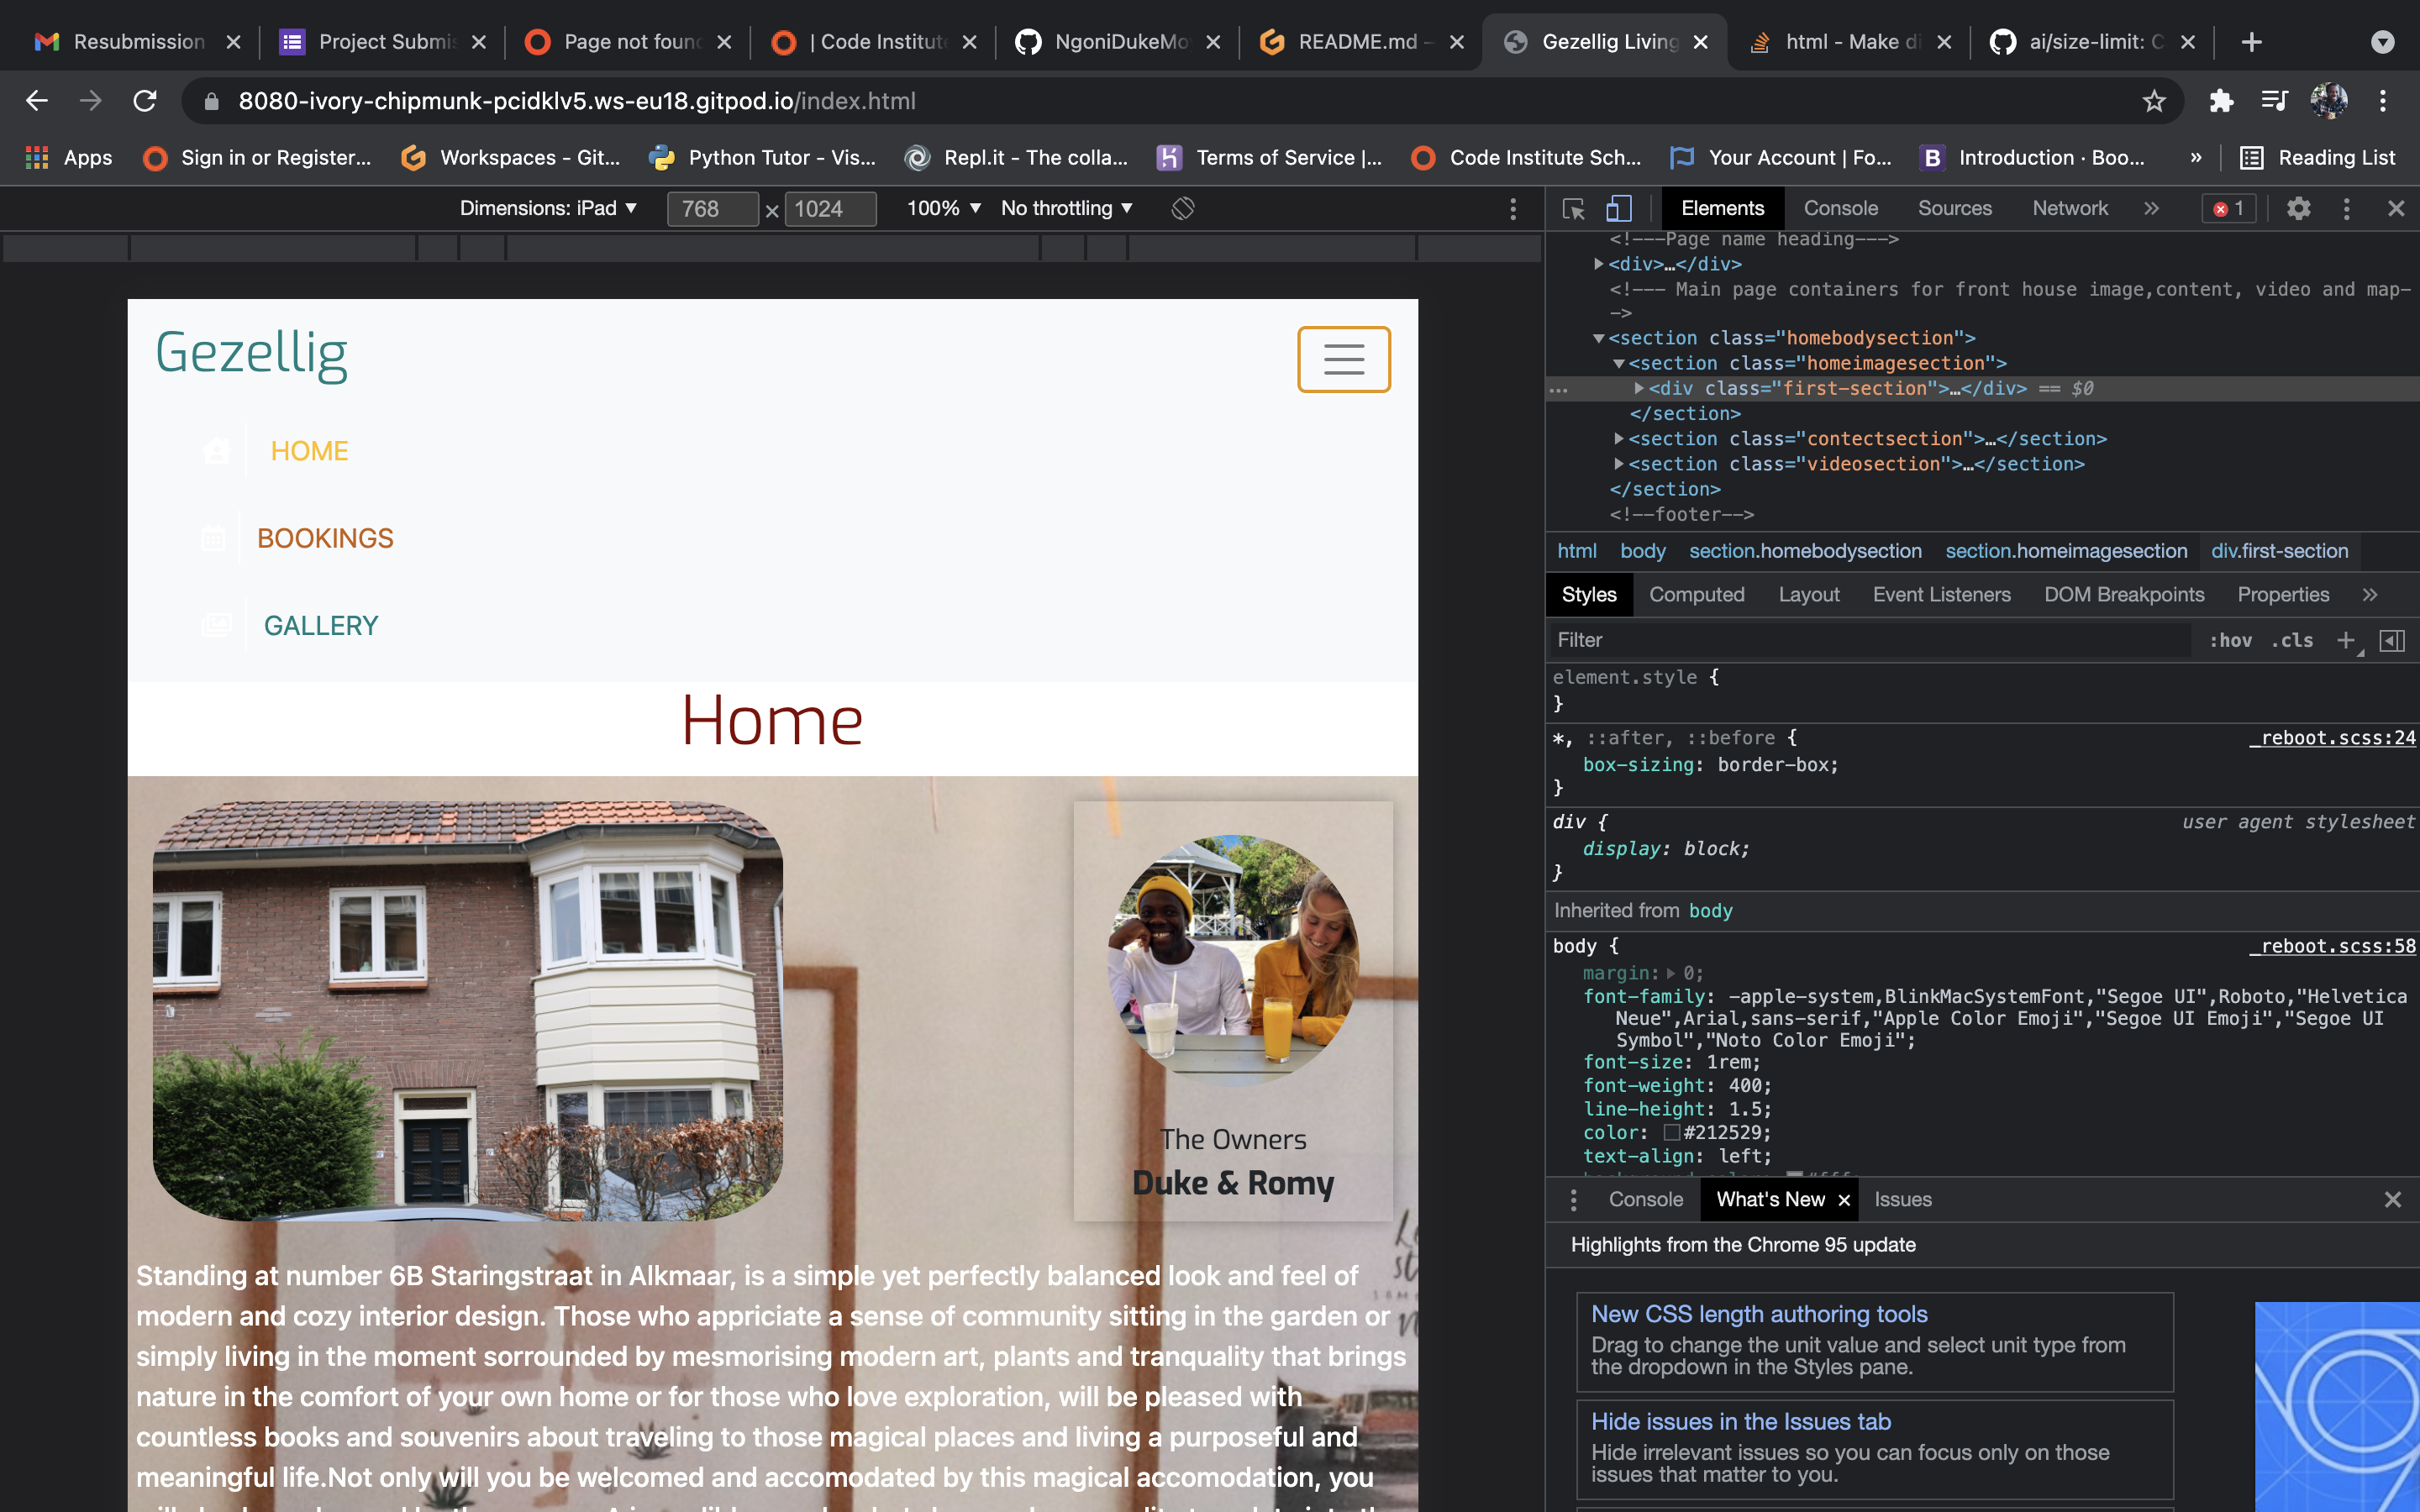 Resubmission
Project Submis
Page not found
| Code Institute
NgoniDukeMo
README.md -
Gezellig Living
html - Make di
ai/size-limit: C
8080-ivory-chipmunk-pcidklv5.ws-eu18.gitpod.io/index.html
Apps
Sign in or Register...
Workspaces - Git...
Python Tutor - Vis...
Repl.it - The colla...
Terms of Service |...
Code Institute Sch...
Your Account | Fo...
Introduction · Boo...
»
Reading List
Dimensions: iPad
768 × 1024
100%
No throttling
Elements
Console
Sources
Network
»
1
Gezellig
HOME
BOOKINGS
GALLERY
Home
The Owners
Duke & Romy
Standing at number 6B Staringstraat in Alkmaar, is a simple yet perfectly balanced look and feel of
modern and cozy interior design. Those who appriciate a sense of community sitting in the garden or
simply living in the moment sorrounded by mesmorising modern art, plants and tranquality that brings
nature in the comfort of your own home or for those who love exploration, will be pleased with
countless books and souvenirs about traveling to those magical places and living a purposeful and
meaningful life.Not only will you be welcomed and accomodated by this magical accomodation, you
<!---Page name heading--->
<div>…</div>
<!--- Main page containers for front house image,content, video and map-
->
<section class="homebodysection">
<section class="homeimagesection">
<div class="first-section">…</div> == $0
</section>
<section class="contectsection">…</section>
<section class="videosection">…</section>
</section>
<!--footer-->
html body section.homebodysection section.homeimagesection div.first-section
Styles
Computed
Layout
Event Listeners
DOM Breakpoints
Properties
»
Filter
:hov .cls +
element.style {
}
*, ::after, ::before {
_reboot.scss:24
box-sizing: border-box;
}
div {
user agent stylesheet
display: block;
}
Inherited from body
body {
_reboot.scss:58
margin: 0;
font-family: -apple-system,BlinkMacSystemFont,"Segoe UI",Roboto,"Helvetica
Neue",Arial,sans-serif,"Apple Color Emoji","Segoe UI Emoji","Segoe UI
Symbol","Noto Color Emoji";
font-size: 1rem;
font-weight: 400;
line-height: 1.5;
color: #212529;
text-align: left;
Console
What's New
Issues
Highlights from the Chrome 95 update
New CSS length authoring tools
Drag to change the unit value and select unit type from
the dropdown in the Styles pane.
Hide issues in the Issues tab
Hide irrelevant issues so you can focus only on those
issues that matter to you.